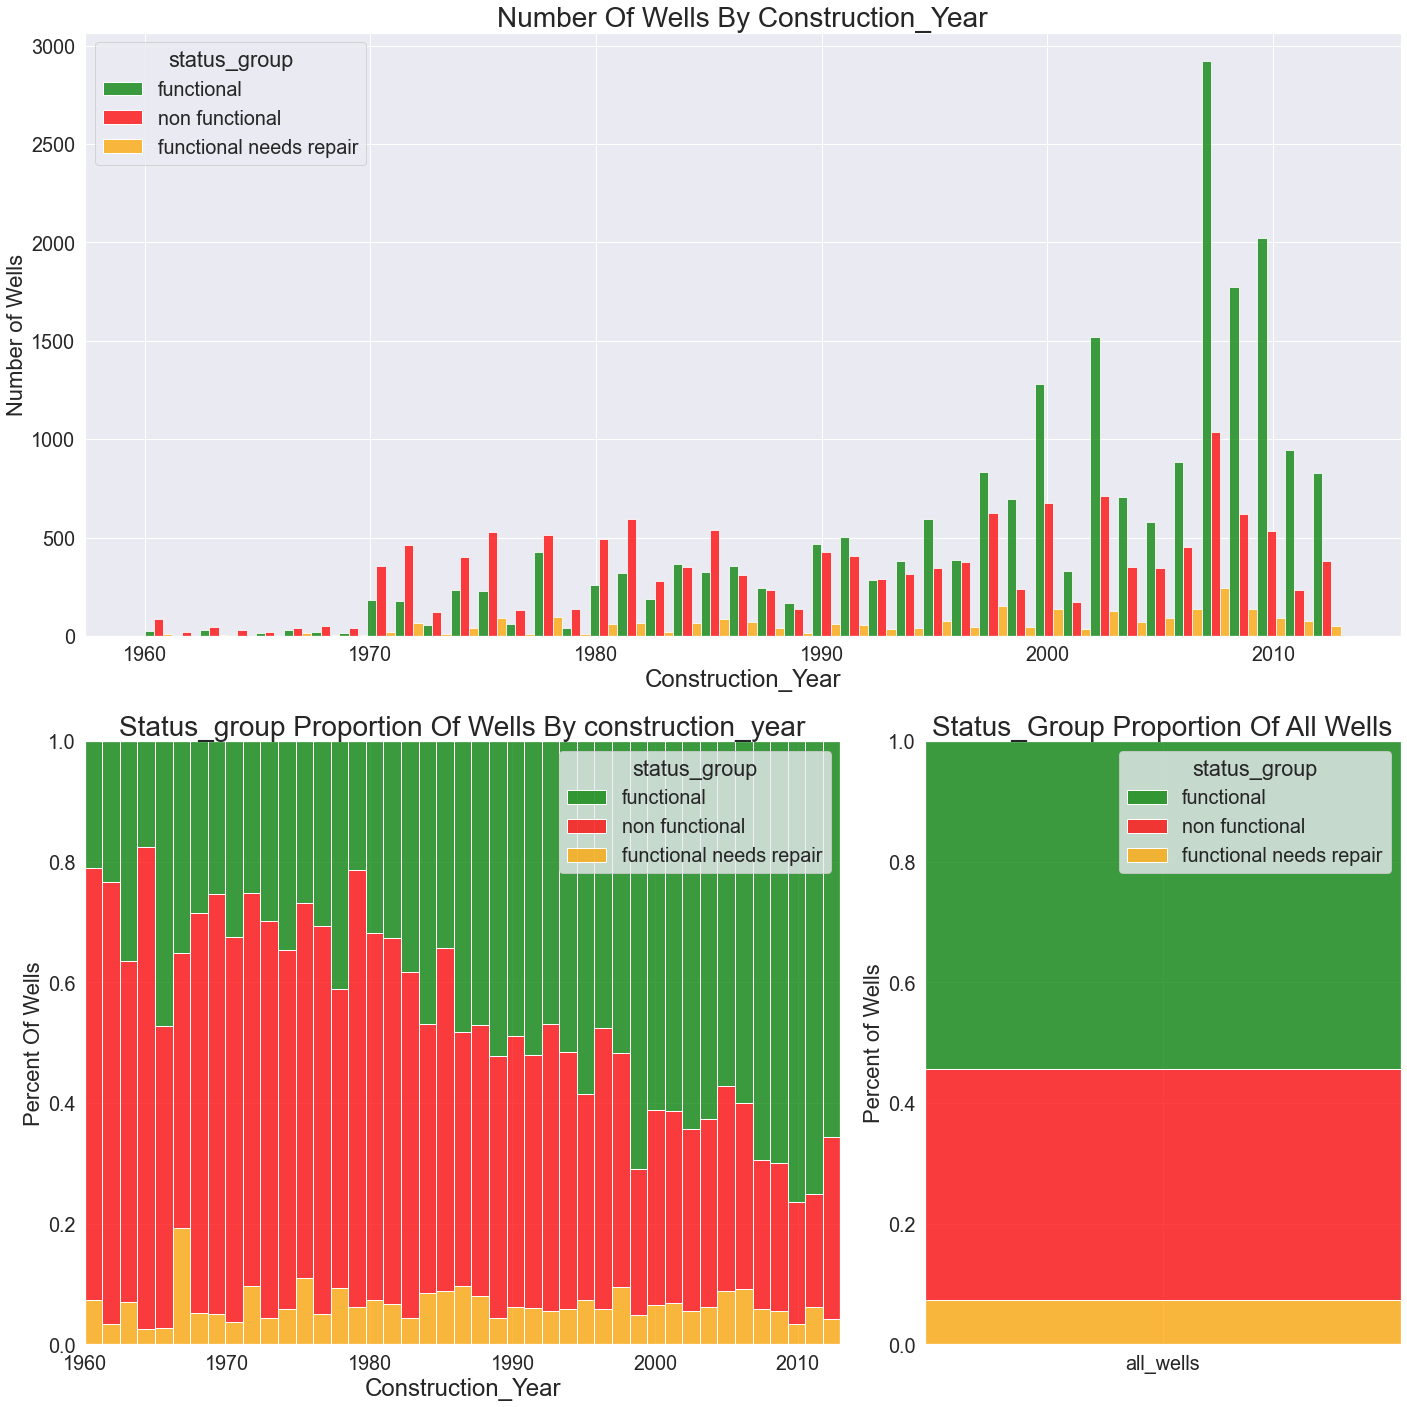 Number Of Wells By Construction_Year
3000
2500
2000
1500
1000
500
0
Number of Wells
status_group
functional
non functional
functional needs repair
1960 1970 1980 1990 2000 2010
Construction_Year
Status_group Proportion Of Wells By construction_year
1.0
0.8
0.6
0.4
0.2
0.0
Percent Of Wells
status_group
functional
non functional
functional needs repair
1960 1970 1980 1990 2000 2010
Construction_Year
Status_Group Proportion Of All Wells
1.0
0.8
0.6
0.4
0.2
0.0
Percent of Wells
status_group
functional
non functional
functional needs repair
all_wells